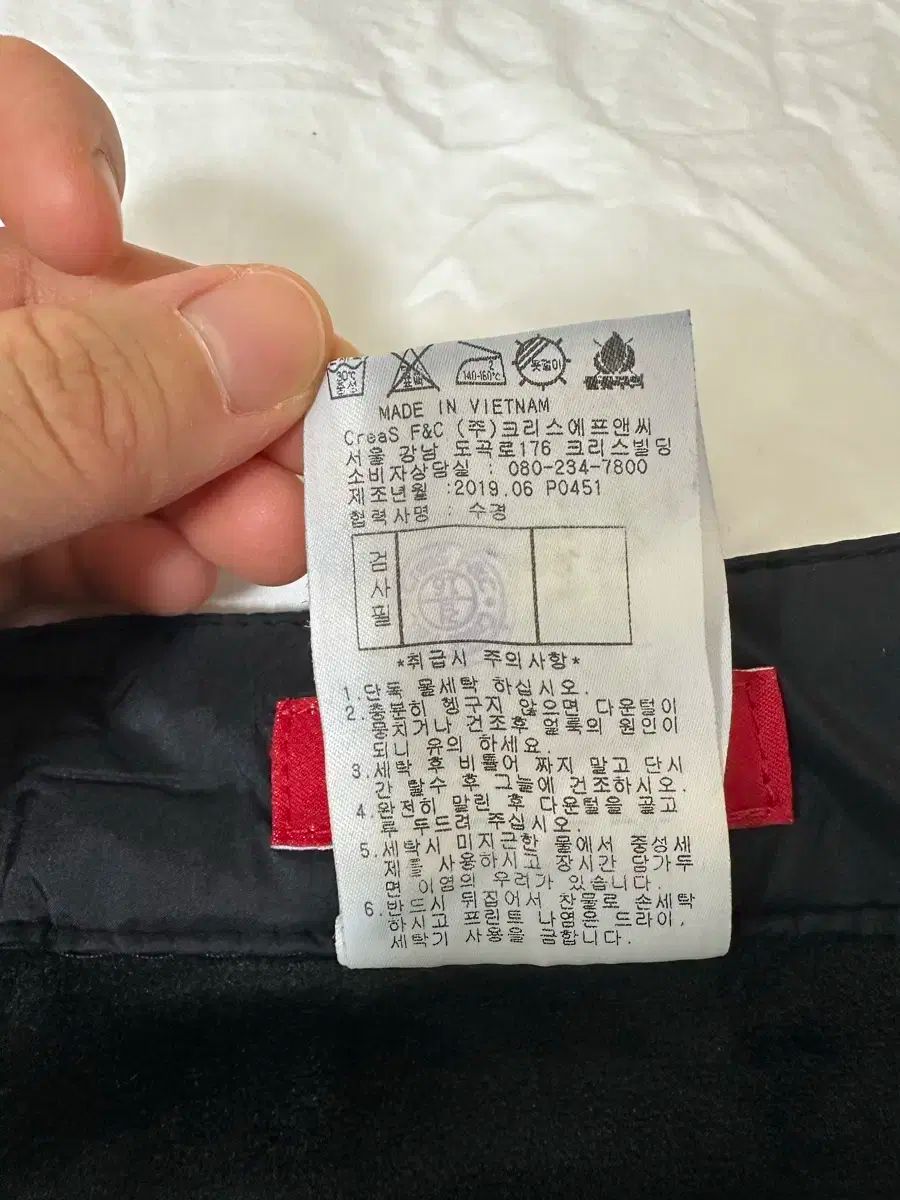 30℃
중성
140-160℃
옷걸이
MADE IN VIETNAM
CreaS F&C (주)크리스에프앤씨
서울 강남 도곡로176 크리스빌딩
소비자상담실 : 080-234-7800
제조년월 :2019.06 P0451
협력사명 : 수경
검사필
*취급시 주의사항*
1.단독 물세탁 하십시오.
2.충분히 헹구지 않으면 다운털이
뭉치거나 건조후 얼룩의 원인이
되니 유의 하세요.
3.세탁 후 비틀어 짜지 말고 단시
간 탈수 후 그늘에 건조하시오.
4.완전히 말린 후 다운털을 골고
루 두드려 주십시오.
5.세탁시 미지근한 물에서 중성세
제를 사용하시고 장시간 담가두
면 이염의 우려가 있습니다.
6.반드시 뒤집어서 찬물로 손세탁
하시고 프린트 나염은 드라이,
세탁기 사용을 금합니다.